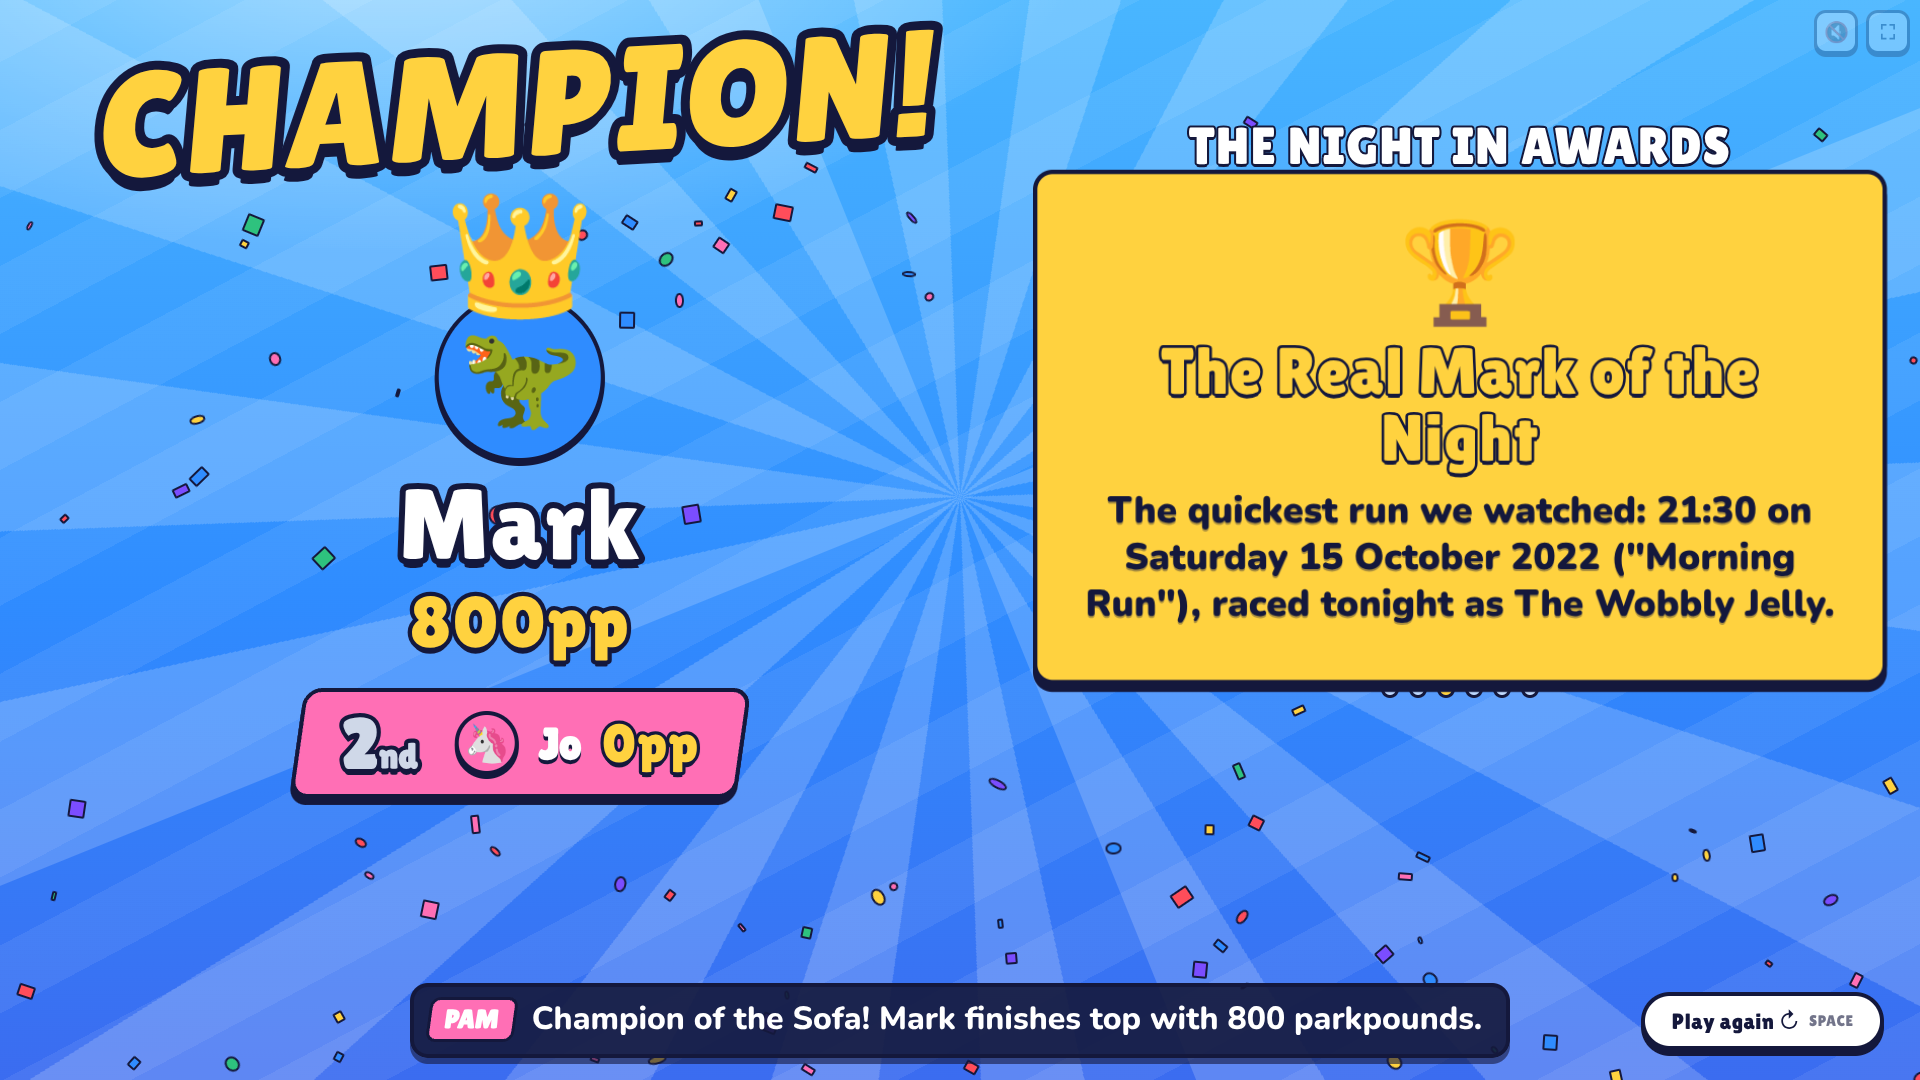 CHAMPION!
THE NIGHT IN AWARDS
The Real Mark of the
Night
The quickest run we watched: 21:30 on
Saturday 15 October 2022 ("Morning
Run"), raced tonight as The Wobbly Jelly.
Mark
800pp
2nd Jo 0pp
PAM Champion of the Sofa! Mark finishes top with 800 parkpounds.
Play again SPACE